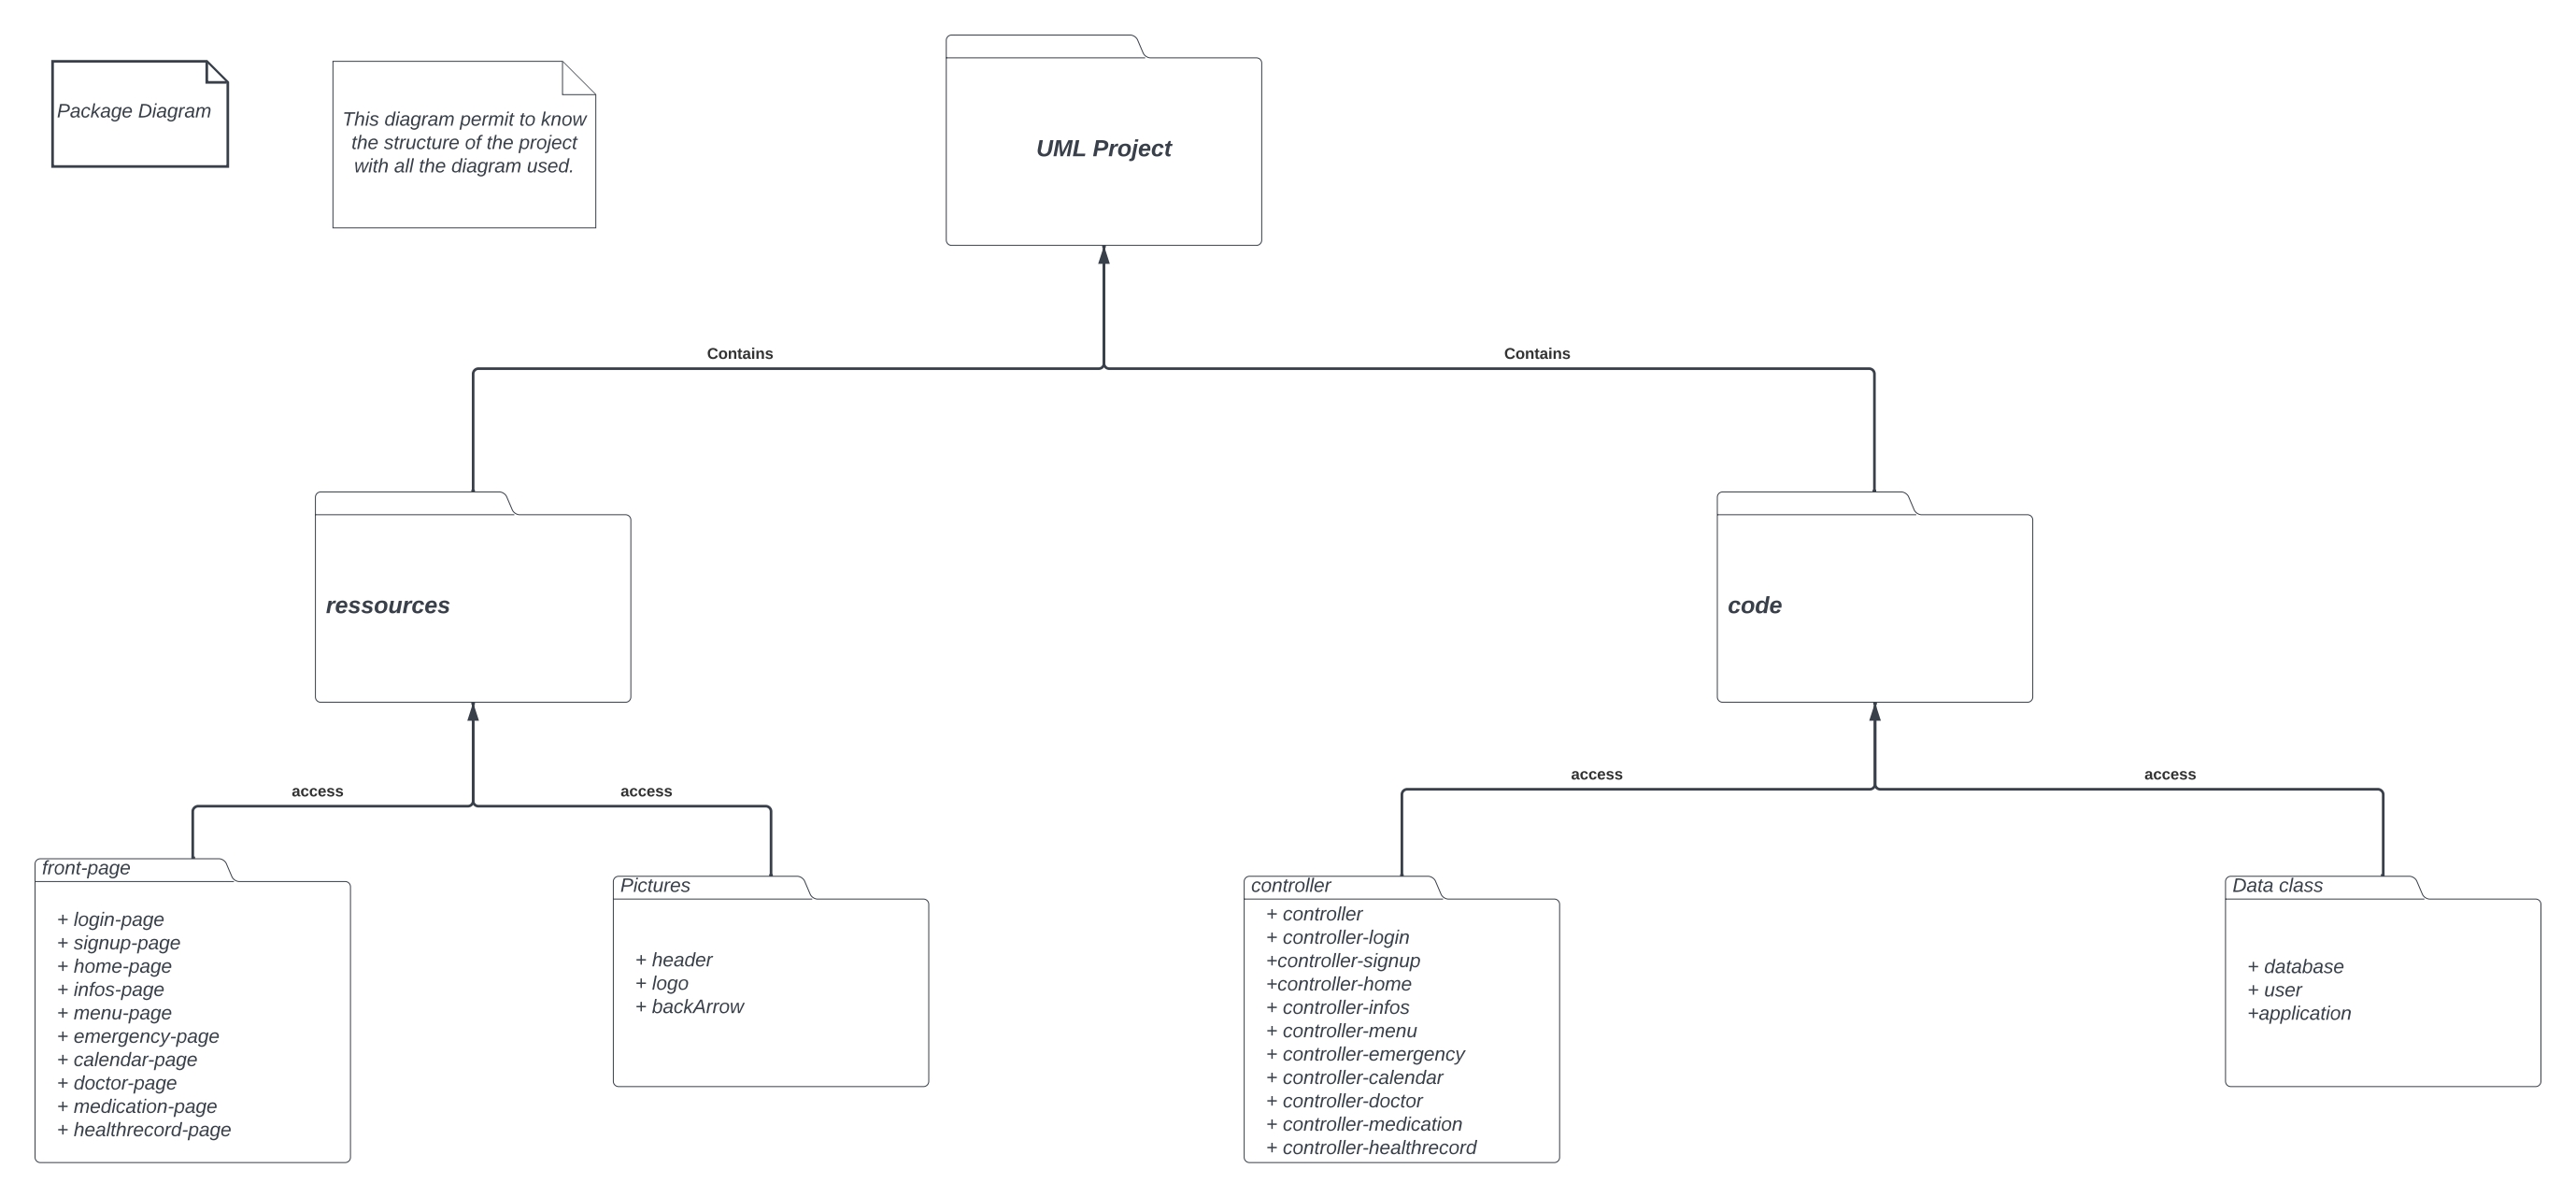 Package Diagram
This diagram permit to know
the structure of the project
with all the diagram used.
UML Project
Contains
Contains
ressources
code
access
access
access
access
front-page
+ login-page
+ signup-page
+ home-page
+ infos-page
+ menu-page
+ emergency-page
+ calendar-page
+ doctor-page
+ medication-page
+ healthrecord-page
Pictures
+ header
+ logo
+ backArrow
controller
+ controller
+ controller-login
+controller-signup
+controller-home
+ controller-infos
+ controller-menu
+ controller-emergency
+ controller-calendar
+ controller-doctor
+ controller-medication
+ controller-healthrecord
Data class
+ database
+ user
+application